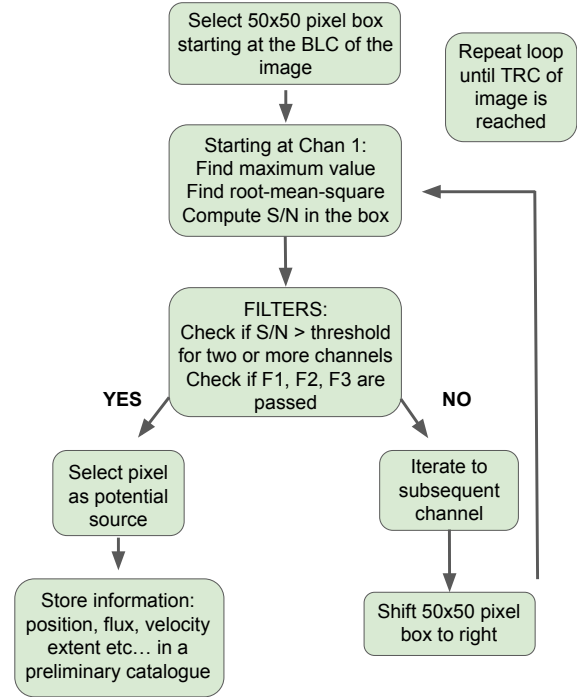 Select 50x50 pixel box
starting at the BLC of the
image
Repeat loop
until TRC of
image is
reached
Starting at Chan 1:
Find maximum value
Find root-mean-square
Compute S/N in the box
FILTERS:
Check if S/N > threshold
for two or more channels
Check if F1, F2, F3 are
passed
YES
NO
Select pixel
as potential
source
Iterate to
subsequent
channel
Store information:
position, flux, velocity
extent etc... in a
preliminary catalogue
Shift 50x50 pixel
box to right